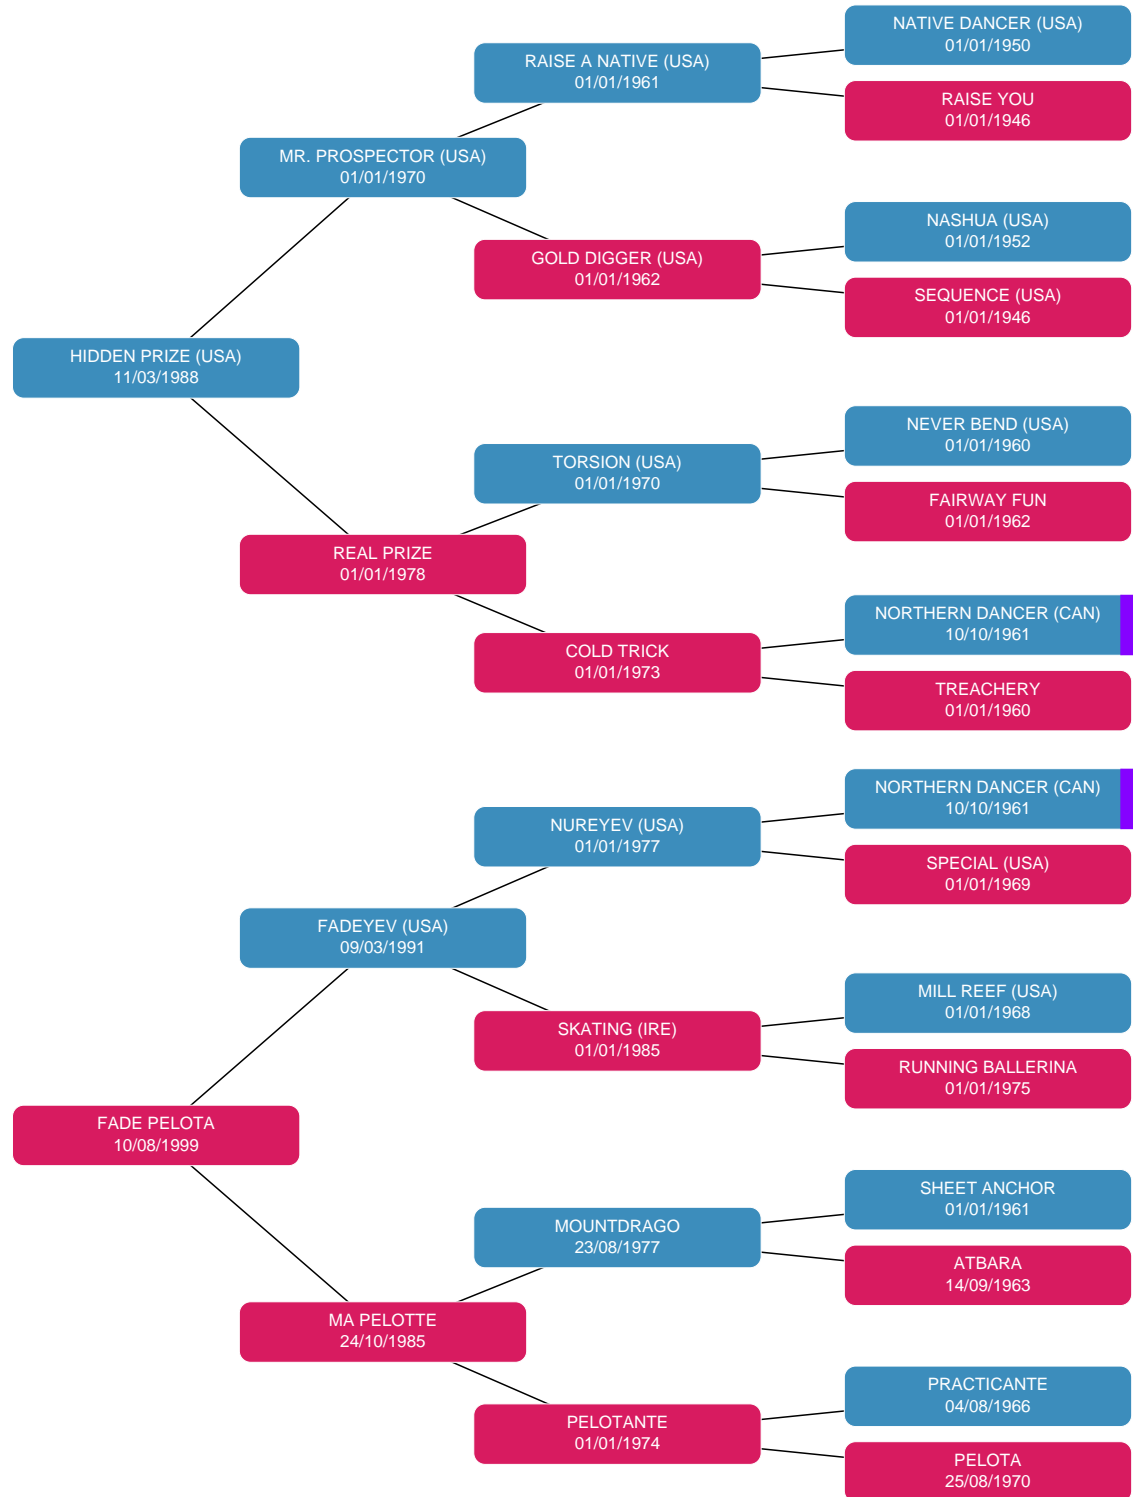 NATIVE DANCER (USA)
01/01/1950
RAISE A NATIVE (USA)
01/01/1961
RAISE YOU
01/01/1946
MR. PROSPECTOR (USA)
01/01/1970
NASHUA (USA)
01/01/1952
GOLD DIGGER (USA)
01/01/1962
SEQUENCE (USA)
01/01/1946
HIDDEN PRIZE (USA)
11/03/1988
NEVER BEND (USA)
01/01/1960
TORSION (USA)
01/01/1970
FAIRWAY FUN
01/01/1962
REAL PRIZE
01/01/1978
NORTHERN DANCER (CAN)
10/10/1961
COLD TRICK
01/01/1973
TREACHERY
01/01/1960
NORTHERN DANCER (CAN)
10/10/1961
NUREYEV (USA)
01/01/1977
SPECIAL (USA)
01/01/1969
FADEYEV (USA)
09/03/1991
MILL REEF (USA)
01/01/1968
SKATING (IRE)
01/01/1985
RUNNING BALLERINA
01/01/1975
FADE PELOTA
10/08/1999
SHEET ANCHOR
01/01/1961
MOUNTDRAGO
23/08/1977
ATBARA
14/09/1963
MA PELOTTE
24/10/1985
PRACTICANTE
04/08/1966
PELOTANTE
01/01/1974
PELOTA
25/08/1970